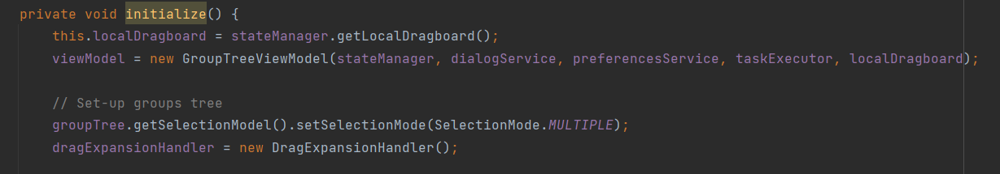 private void initialize() {
this.localDragboard = stateManager.getLocalDragboard();
viewModel = new GroupTreeViewModel(stateManager, dialogService, preferencesService, taskExecutor, localDragboard);
// Set-up groups tree
groupTree.getSelectionModel().setSelectionMode(SelectionMode.MULTIPLE);
dragExpansionHandler = new DragExpansionHandler();